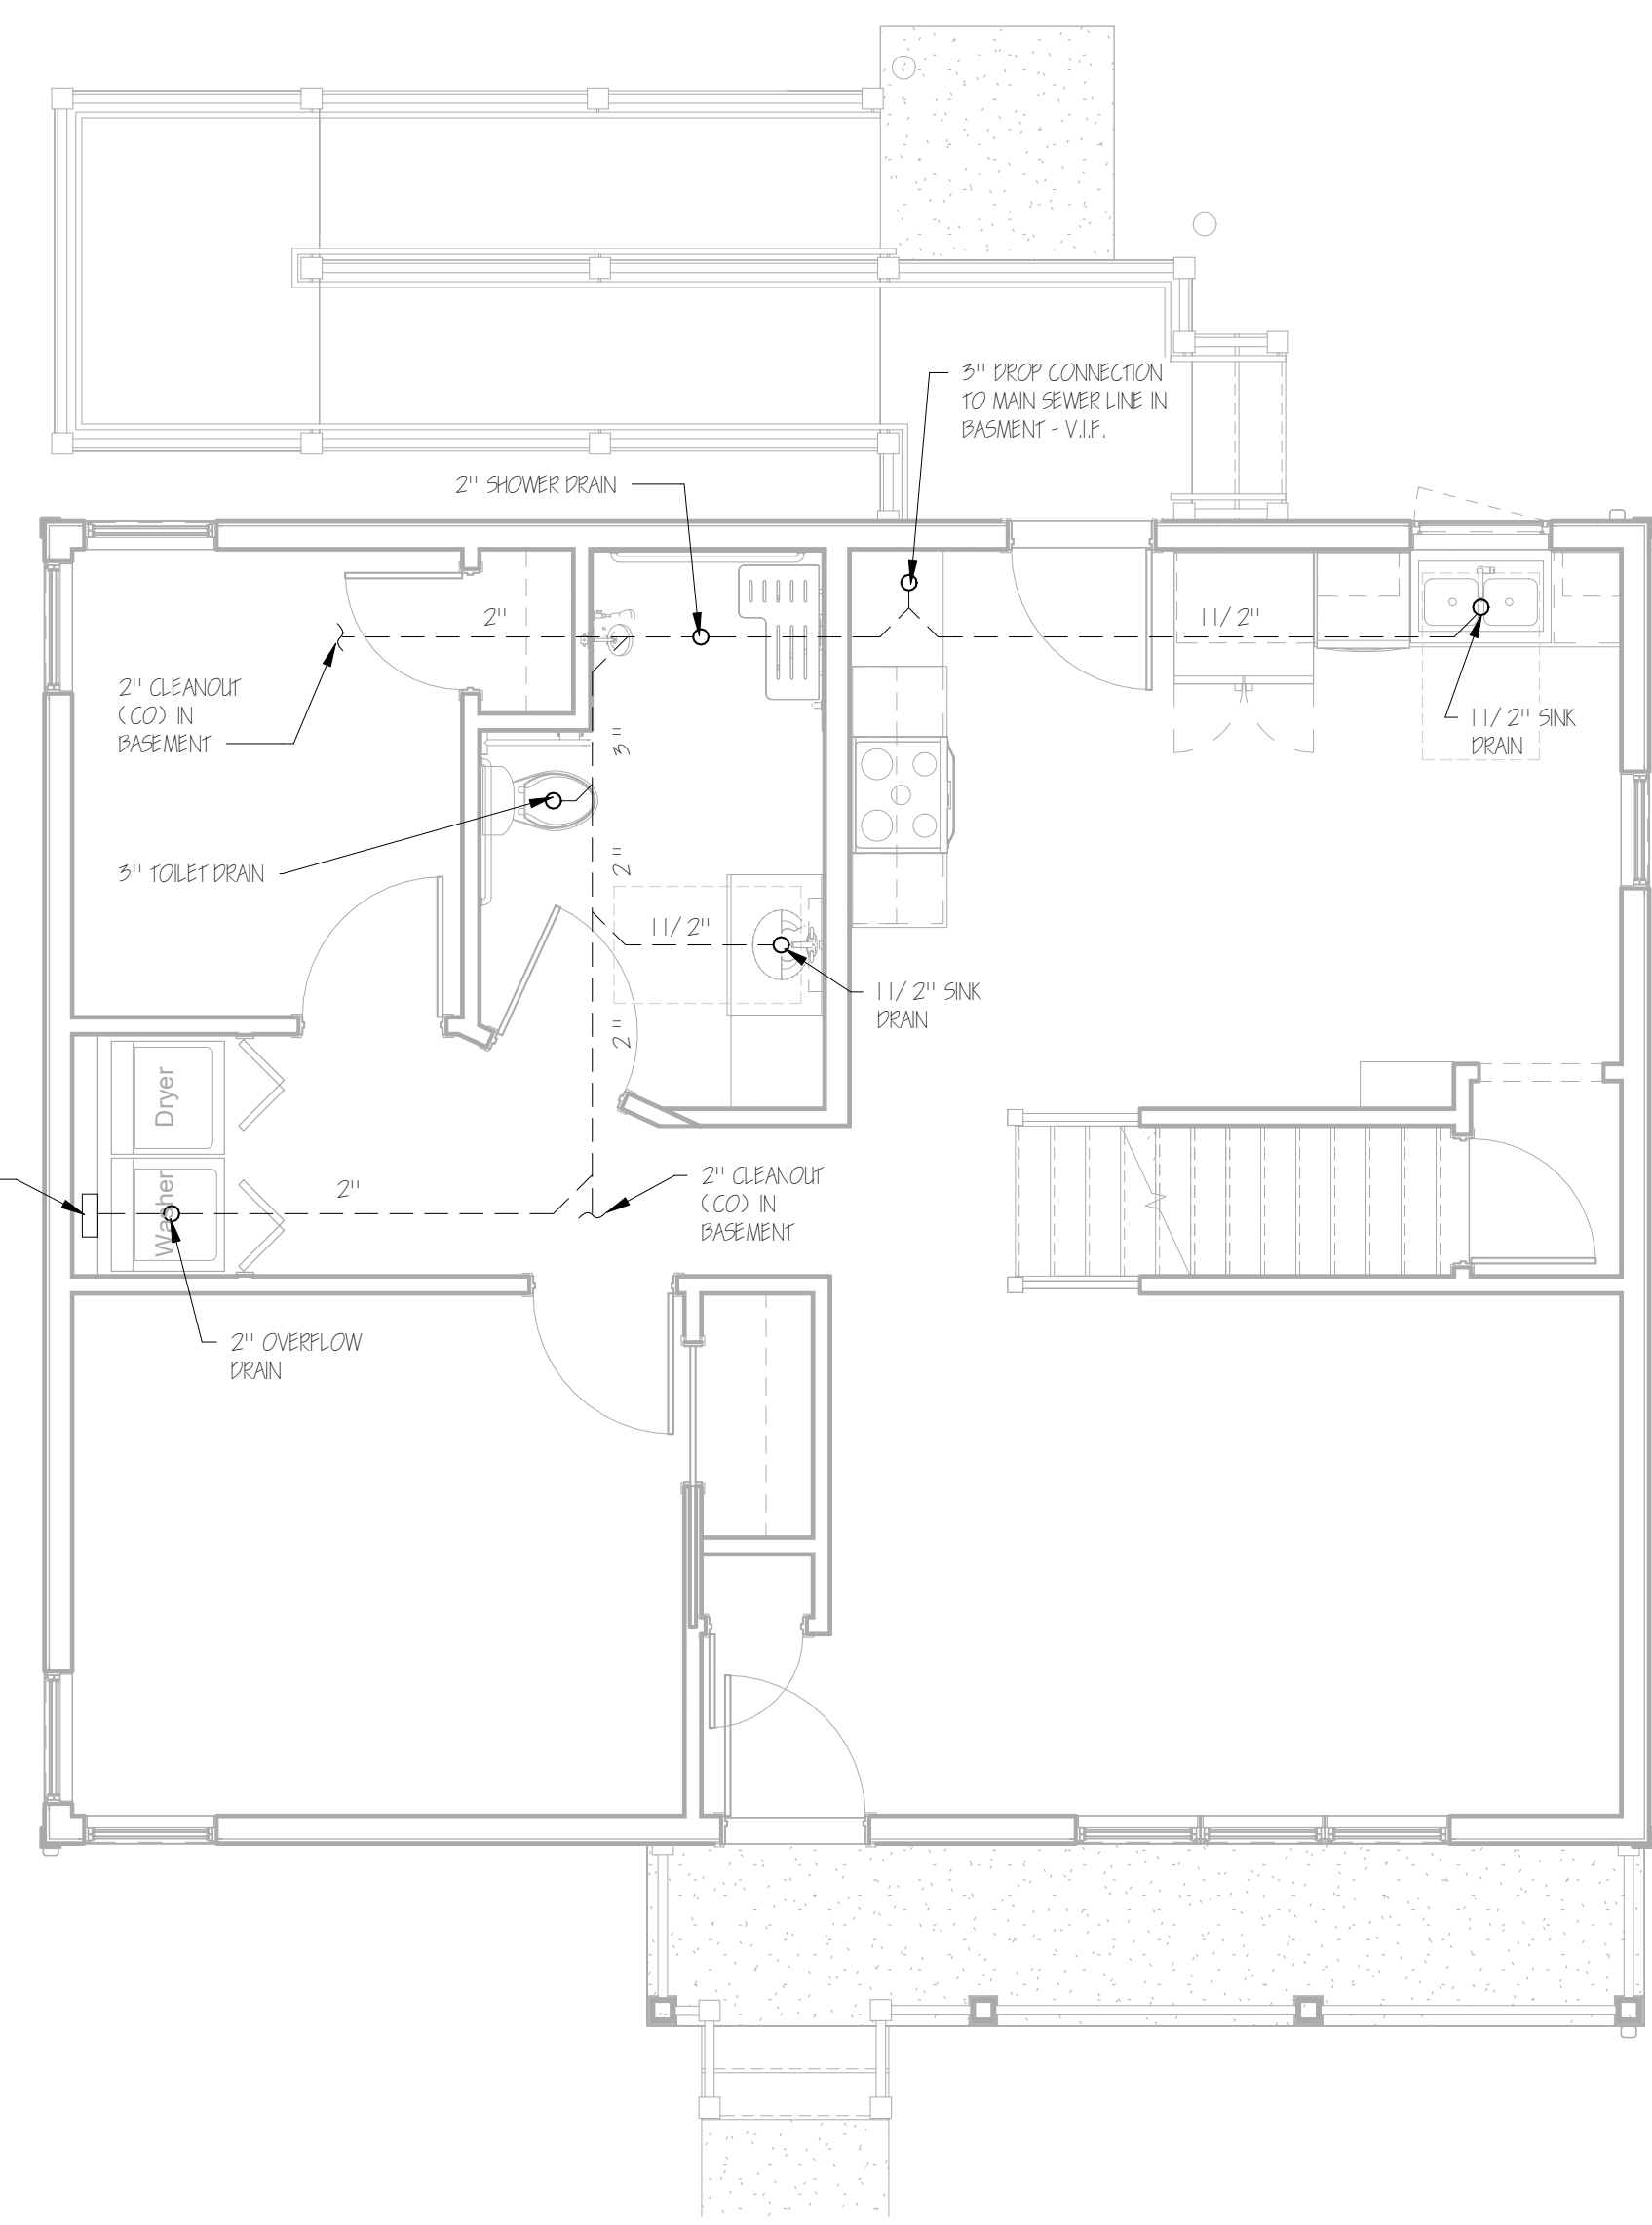 3" DROP CONNECTION
TO MAIN SEWER LINE IN
BASMENT - V.I.F.
2" SHOWER DRAIN
2"
1 1/2"
2" CLEANOUT
(CO) IN
BASEMENT
1 1/2" SINK
DRAIN
3"
3" TOILET DRAIN
2"
1 1/2"
1 1/2" SINK
DRAIN
2"
Dryer
Washer
2"
2" CLEANOUT
(CO) IN
BASEMENT
2" OVERFLOW
DRAIN